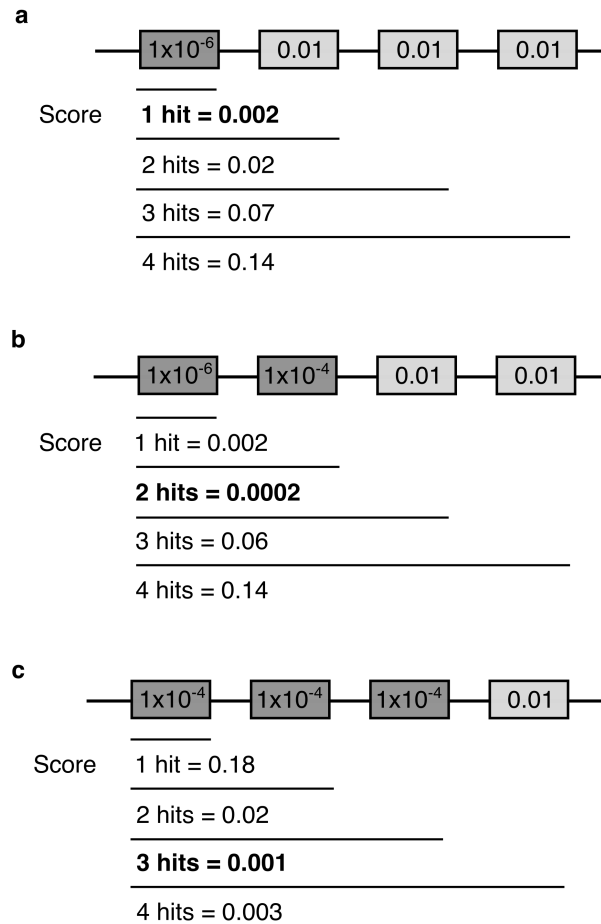 a
1x10⁻⁶ 0.01 0.01 0.01
Score 1 hit = 0.002
2 hits = 0.02
3 hits = 0.07
4 hits = 0.14
b
1x10⁻⁶ 1x10⁻⁴ 0.01 0.01
Score 1 hit = 0.002
2 hits = 0.0002
3 hits = 0.06
4 hits = 0.14
c
1x10⁻⁴ 1x10⁻⁴ 1x10⁻⁴ 0.01
Score 1 hit = 0.18
2 hits = 0.02
3 hits = 0.001
4 hits = 0.003